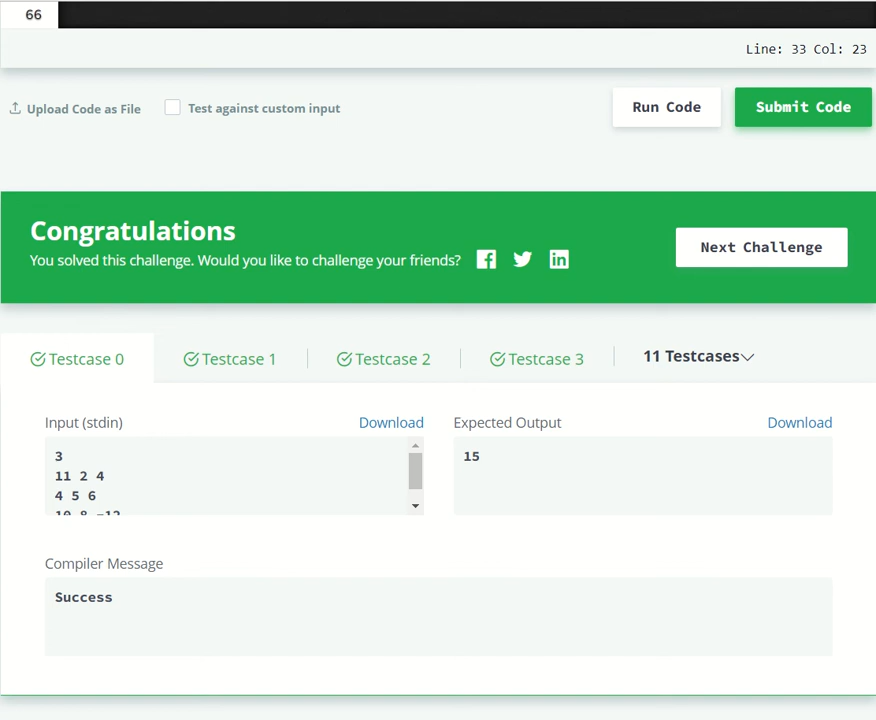 66
Line: 33 Col: 23
Upload Code as File
Test against custom input
Run Code
Submit Code
Congratulations
You solved this challenge. Would you like to challenge your friends?
Next Challenge
Testcase 0
Testcase 1
Testcase 2
Testcase 3
11 Testcases
Input (stdin)
Download
3
11 2 4
4 5 6
10 8 -12
Expected Output
Download
15
Compiler Message
Success